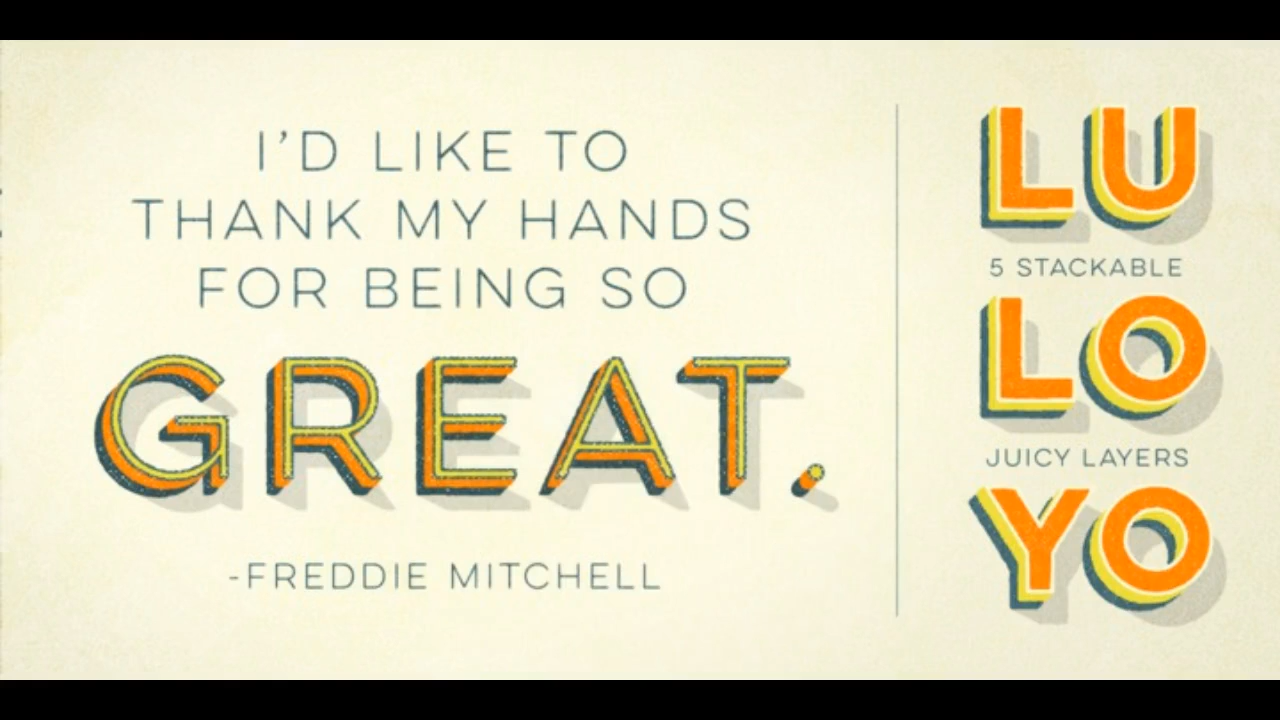 I'D LIKE TO
THANK MY HANDS
FOR BEING SO
GREAT.
-FREDDIE MITCHELL
LU
5 STACKABLE
LO
JUICY LAYERS
YO